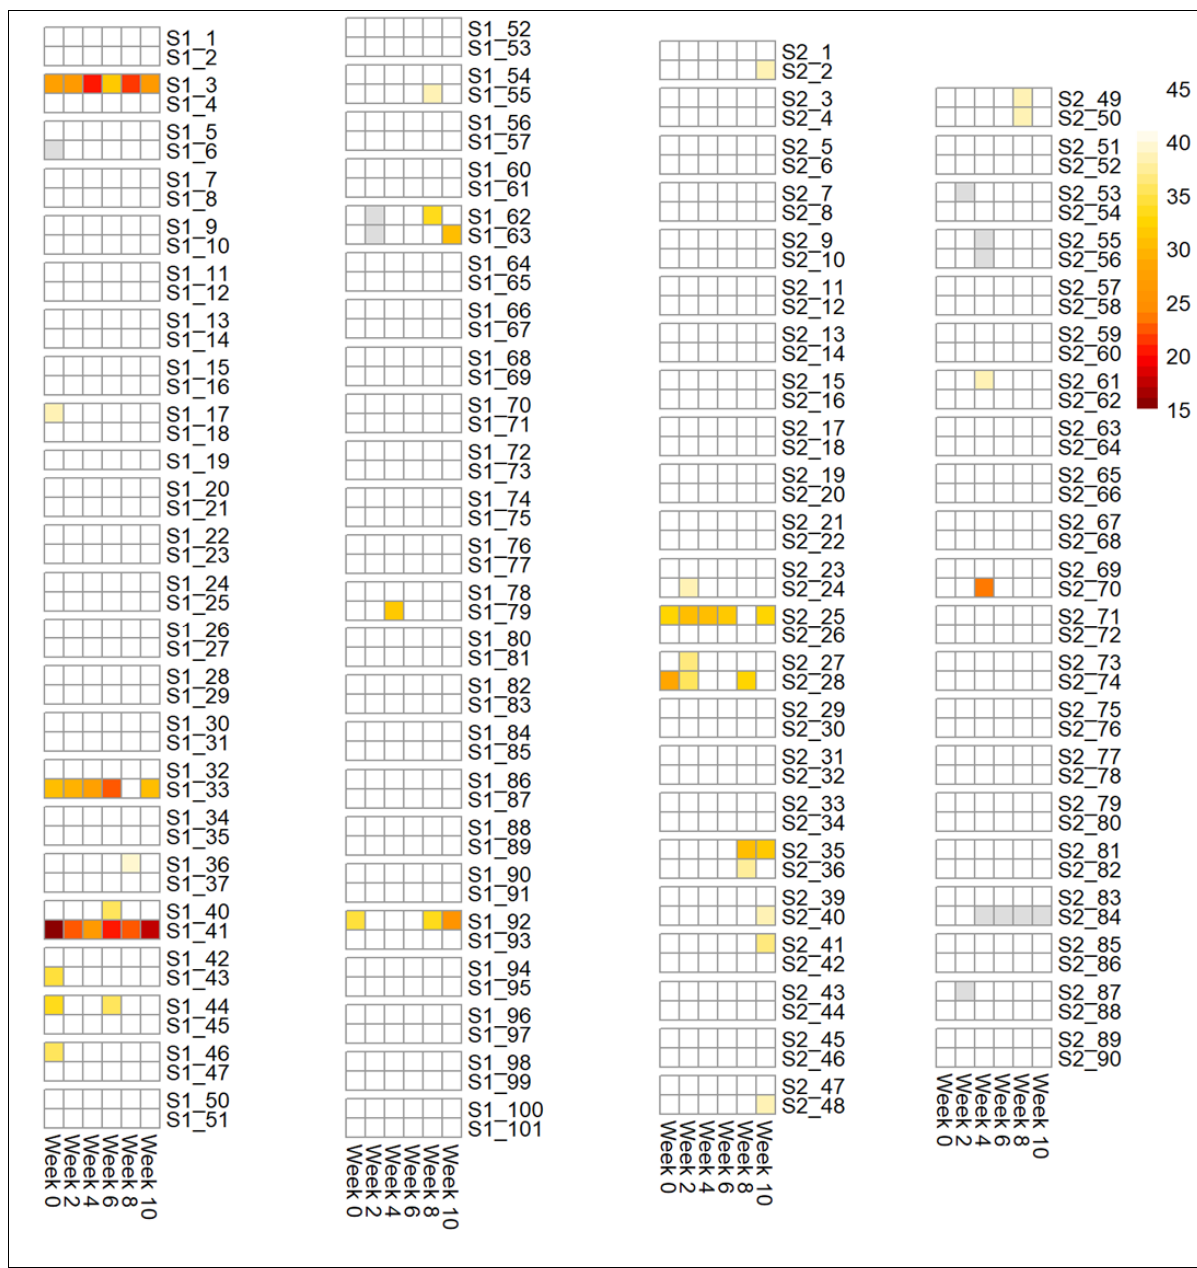 S1_1
S1_2
S1_3
S1_4
S1_5
S1_6
S1_7
S1_8
S1_9
S1_10
S1_11
S1_12
S1_13
S1_14
S1_15
S1_16
S1_17
S1_18
S1_19
S1_20
S1_21
S1_22
S1_23
S1_24
S1_25
S1_26
S1_27
S1_28
S1_29
S1_30
S1_31
S1_32
S1_33
S1_34
S1_35
S1_36
S1_37
S1_40
S1_41
S1_42
S1_43
S1_44
S1_45
S1_46
S1_47
S1_50
S1_51
Week 0
Week 2
Week 4
Week 6
Week 8
Week 10
S1_52
S1_53
S1_54
S1_55
S1_56
S1_57
S1_60
S1_61
S1_62
S1_63
S1_64
S1_65
S1_66
S1_67
S1_68
S1_69
S1_70
S1_71
S1_72
S1_73
S1_74
S1_75
S1_76
S1_77
S1_78
S1_79
S1_80
S1_81
S1_82
S1_83
S1_84
S1_85
S1_86
S1_87
S1_88
S1_89
S1_90
S1_91
S1_92
S1_93
S1_94
S1_95
S1_96
S1_97
S1_98
S1_99
S1_100
S1_101
Week 0
Week 2
Week 4
Week 6
Week 8
Week 10
S2_1
S2_2
S2_3
S2_4
S2_5
S2_6
S2_7
S2_8
S2_9
S2_10
S2_11
S2_12
S2_13
S2_14
S2_15
S2_16
S2_17
S2_18
S2_19
S2_20
S2_21
S2_22
S2_23
S2_24
S2_25
S2_26
S2_27
S2_28
S2_29
S2_30
S2_31
S2_32
S2_33
S2_34
S2_35
S2_36
S2_39
S2_40
S2_41
S2_42
S2_43
S2_44
S2_45
S2_46
S2_47
S2_48
Week 0
Week 2
Week 4
Week 6
Week 8
Week 10
S2_49
S2_50
S2_51
S2_52
S2_53
S2_54
S2_55
S2_56
S2_57
S2_58
S2_59
S2_60
S2_61
S2_62
S2_63
S2_64
S2_65
S2_66
S2_67
S2_68
S2_69
S2_70
S2_71
S2_72
S2_73
S2_74
S2_75
S2_76
S2_77
S2_78
S2_79
S2_80
S2_81
S2_82
S2_83
S2_84
S2_85
S2_86
S2_87
S2_88
S2_89
S2_90
Week 0
Week 2
Week 4
Week 6
Week 8
Week 10
45
40
35
30
25
20
15